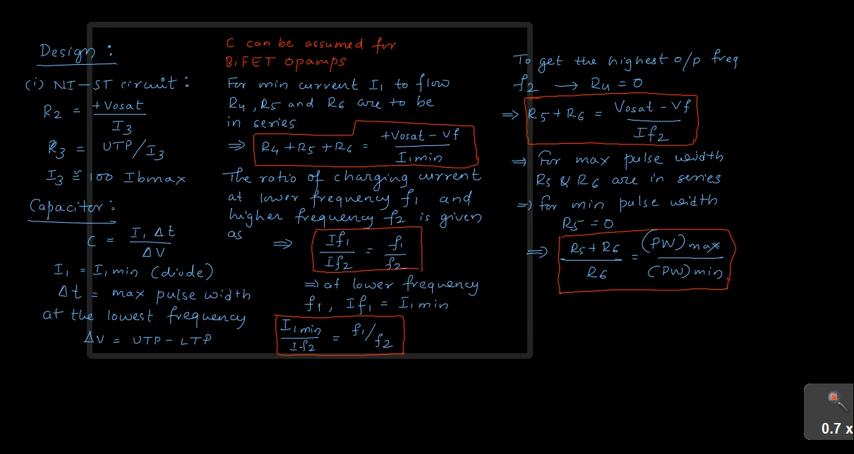 Design :
(i) NI-ST circuit :
R2 = +Vosat / I3
R3 = UTP / I3
I3 ≅ 100 Ibmax
Capacitor :
C = I1 Δt / ΔV
I1 = I1min (diode)
Δt = max pulse width
at the lowest frequency
ΔV = UTP - LTP
C can be assumed for
BIFET opamps
For min current I1 to flow
R4, R5 and R6 are to be
in series
⇒ R4 + R5 + R6 = +Vosat - Vf / I1min
The ratio of charging current
at lower frequency f1 and
higher frequency f2 is given
as ⇒ If1 / If2 = f1 / f2
⇒ at lower frequency
f1, If1 = I1min
I1min / If2 = f1/f2
To get the highest o/p freq
f2 → R4 = 0
⇒ R5 + R6 = Vosat - Vf / If2
⇒ For max pulse width
R5 & R6 are in series
⇒ for min pulse width
R5 = 0
⇒ R5 + R6 / R6 = (PW)max / (PW)min
0.7 x